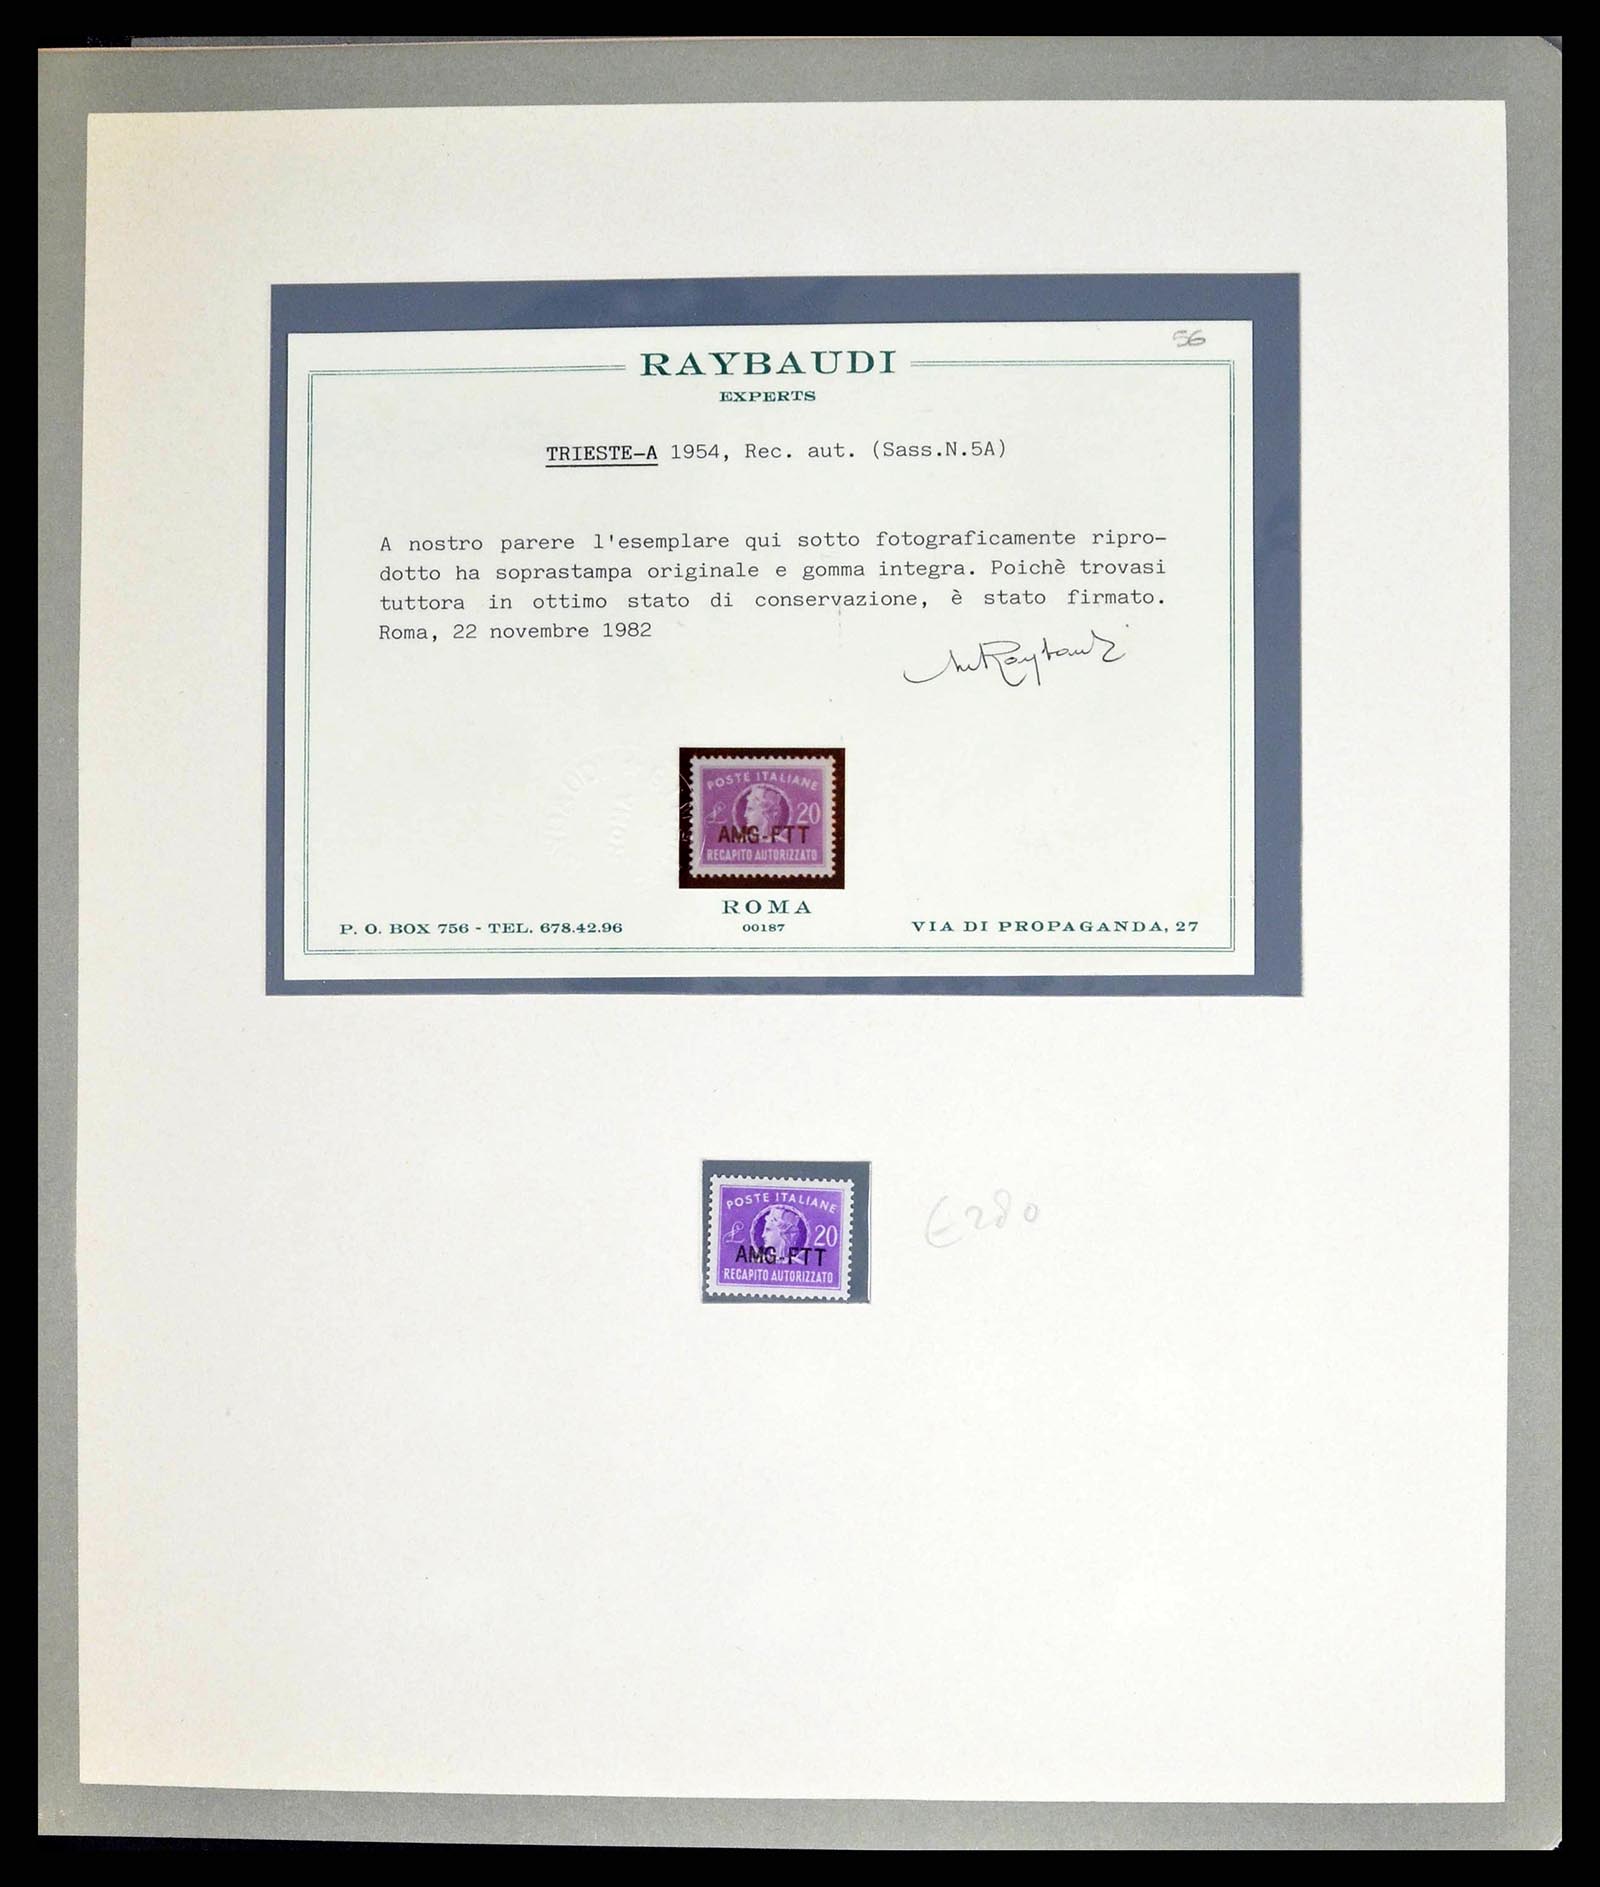 56
RAYBAUDI
EXPERTS
TRIESTE-A 1954, Rec. aut. (Sass.N.5A)
A nostro parere l'esemplare qui sotto fotograficamente ripro-
dotto ha soprastampa originale e gomma integra. Poichè trovasi
tuttora in ottimo stato di conservazione, è stato firmato.
Roma, 22 novembre 1982
POSTE ITALIANE
£ 20
AMG-FTT
RECAPITO AUTORIZZATO
ROMA
00187
P. O. BOX 756 - TEL. 678.42.96
VIA DI PROPAGANDA, 27
POSTE ITALIANE
£ 20
AMG-FTT
RECAPITO AUTORIZZATO
€280